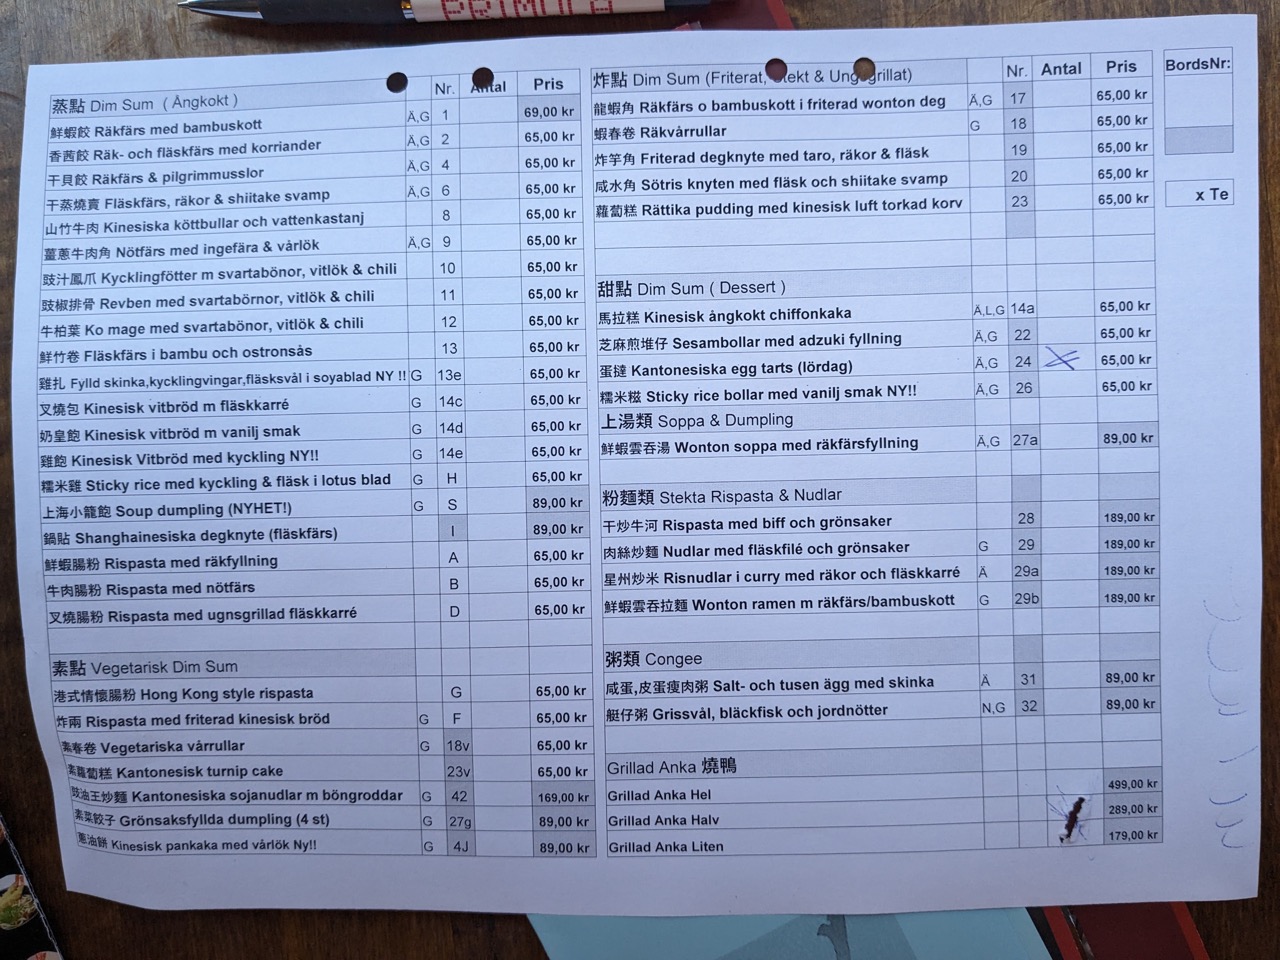 PRIMULA
蒸點 Dim Sum ( Ångkokt ) Nr. Antal Pris
鮮蝦餃 Räkfärs med bambuskott Ä,G 1 69,00 kr
香茜餃 Räk- och fläskfärs med korriander Ä,G 2 65,00 kr
干貝餃 Räkfärs & pilgrimmusslor Ä,G 4 65,00 kr
干蒸燒賣 Fläskfärs, räkor & shiitake svamp Ä,G 6 65,00 kr
山竹牛肉 Kinesiska köttbullar och vattenkastanj 8 65,00 kr
薑蔥牛肉角 Nötfärs med ingefära & vårlök Ä,G 9 65,00 kr
豉汁鳳爪 Kycklingfötter m svartabönor, vitlök & chili 10 65,00 kr
豉椒排骨 Revben med svartabörnor, vitlök & chili 11 65,00 kr
牛柏葉 Ko mage med svartabönor, vitlök & chili 12 65,00 kr
鮮竹卷 Fläskfärs i bambu och ostronsås 13 65,00 kr
雞扎 Fylld skinka,kycklingvingar,fläsksvål i soyablad NY !! G 13e 65,00 kr
叉燒包 Kinesisk vitbröd m fläskkarré G 14c 65,00 kr
奶皇飽 Kinesisk vitbröd m vanilj smak G 14d 65,00 kr
雞飽 Kinesisk Vitbröd med kyckling NY!! G 14e 65,00 kr
糯米雞 Sticky rice med kyckling & fläsk i lotus blad G H 65,00 kr
上海小籠飽 Soup dumpling (NYHET!) G S 89,00 kr
鍋貼 Shanghainesiska degknyte (fläskfärs) I 89,00 kr
鮮蝦腸粉 Rispasta med räkfyllning A 65,00 kr
牛肉腸粉 Rispasta med nötfärs B 65,00 kr
叉燒腸粉 Rispasta med ugnsgrillad fläskkarré D 65,00 kr
素點 Vegetarisk Dim Sum
港式情懷腸粉 Hong Kong style rispasta G 65,00 kr
炸兩 Rispasta med friterad kinesisk bröd G F 65,00 kr
素春卷 Vegetariska vårrullar G 18v 65,00 kr
素蘿蔔糕 Kantonesisk turnip cake 23v 65,00 kr
豉油王炒麵 Kantonesiska sojanudlar m böngroddar G 42 169,00 kr
素菜餃子 Grönsaksfyllda dumpling (4 st) G 27g 89,00 kr
蔥油餅 Kinesisk pankaka med vårlök Ny!! G 4J 89,00 kr
炸點 Dim Sum (Friterat, & grillat) Nr. Antal Pris
龍蝦角 Räkfärs o bambuskott i friterad wonton deg Ä,G 17 65,00 kr
蝦春卷 Räkvårrullar G 18 65,00 kr
炸芋角 Friterad degknyte med taro, räkor & fläsk 19 65,00 kr
咸水角 Sötris knyten med fläsk och shiitake svamp 20 65,00 kr
蘿蔔糕 Rättika pudding med kinesisk luft torkad korv 23 65,00 kr
甜點 Dim Sum ( Dessert )
馬拉糕 Kinesisk ångkokt chiffonkaka Ä,L,G 14a 65,00 kr
芝麻煎堆仔 Sesambollar med adzuki fyllning Ä,G 22 65,00 kr
蛋撻 Kantonesiska egg tarts (lördag) Ä,G 24 65,00 kr
糯米糍 Sticky rice bollar med vanilj smak NY!! Ä,G 26 65,00 kr
上湯類 Soppa & Dumpling
鮮蝦雲吞湯 Wonton soppa med räkfärsfyllning Ä,G 27a 89,00 kr
粉麵類 Stekta Rispasta & Nudlar
干炒牛河 Rispasta med biff och grönsaker 28 189,00 kr
肉絲炒麵 Nudlar med fläskfilé och grönsaker G 29 189,00 kr
星州炒米 Risnudlar i curry med räkor och fläskkarré Ä 29a 189,00 kr
鮮蝦雲吞拉麵 Wonton ramen m räkfärs/bambuskott G 29b 189,00 kr
粥類 Congee
咸蛋,皮蛋瘦肉粥 Salt- och tusen ägg med skinka Ä 31 89,00 kr
艇仔粥 Grissvål, bläckfisk och jordnötter N,G 32 89,00 kr
Grillad Anka 燒鴨
Grillad Anka Hel 499,00 kr
Grillad Anka Halv 289,00 kr
Grillad Anka Liten 179,00 kr
BordsNr:
x Te